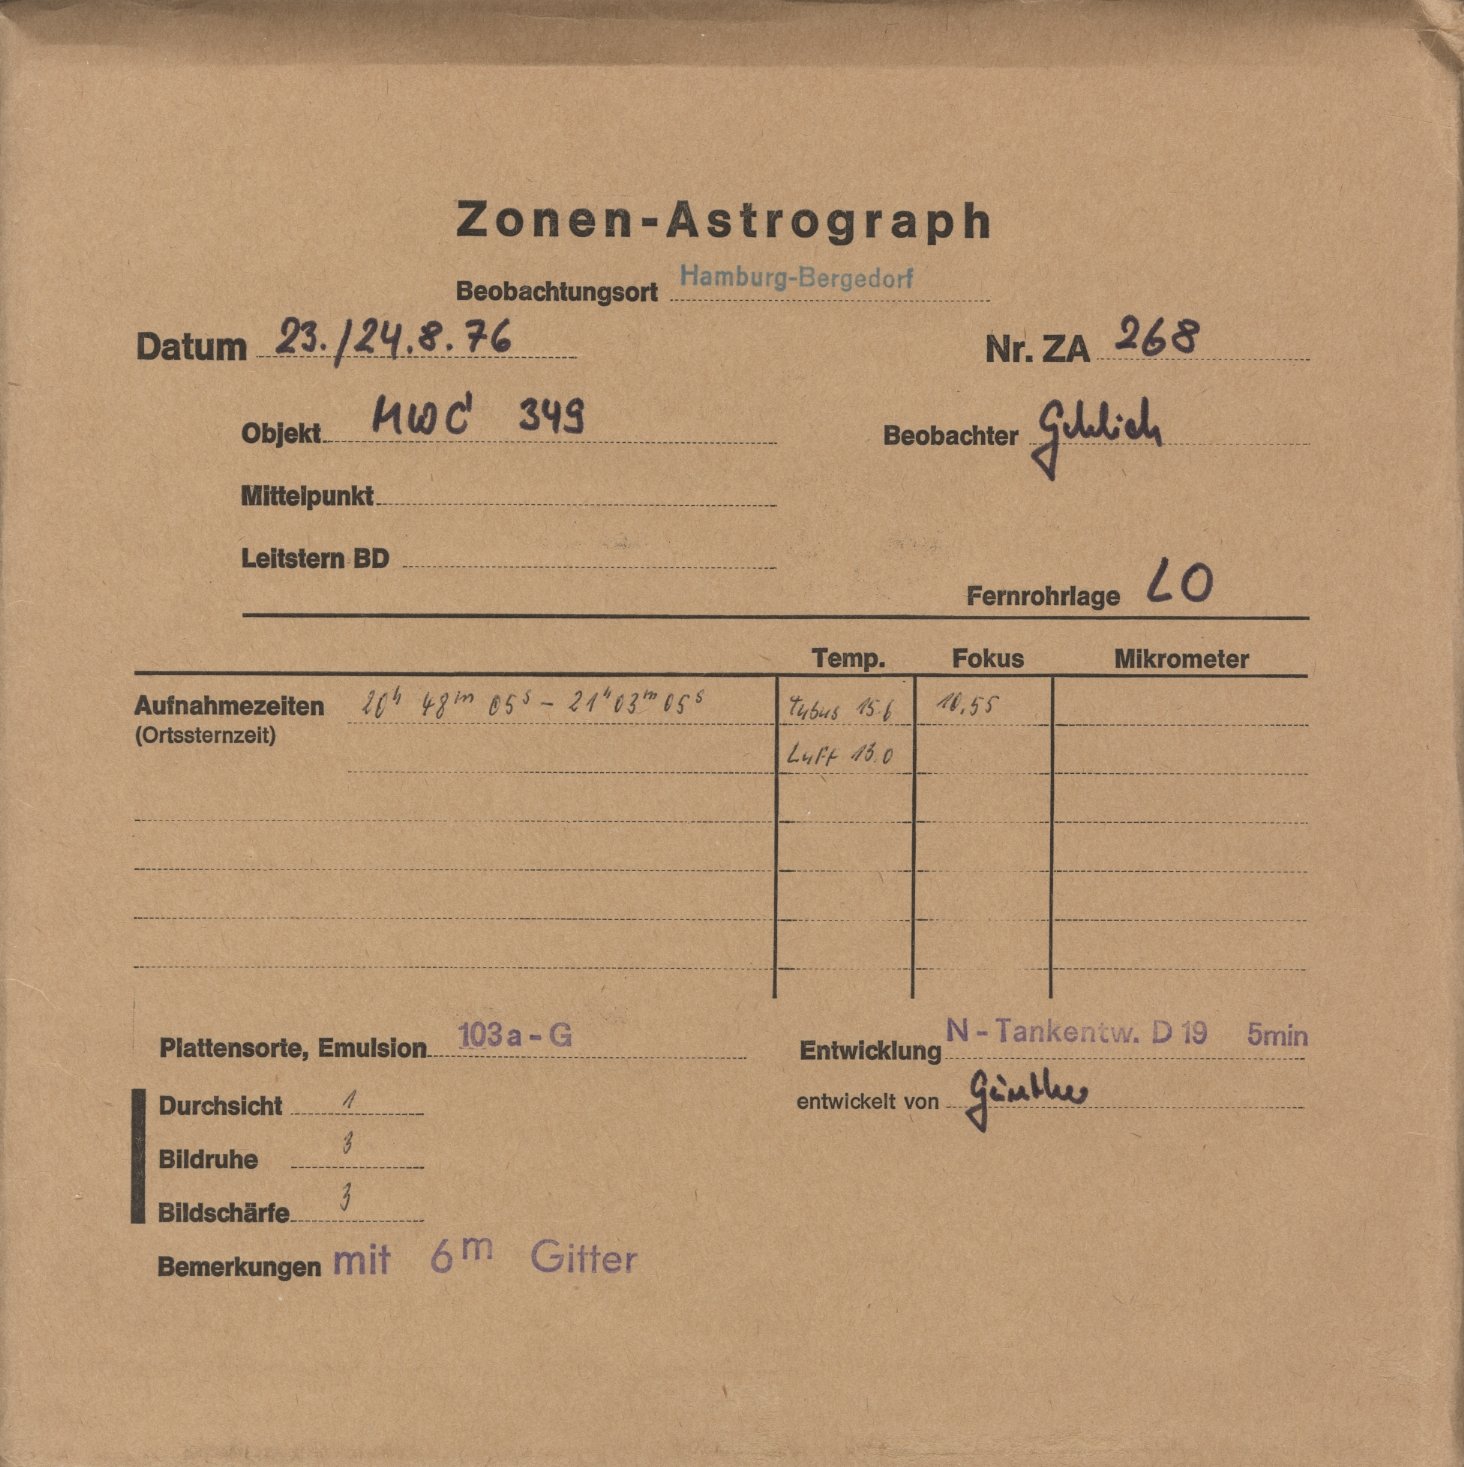 Zonen-Astrograph
Beobachtungsort Hamburg-Bergedorf
Datum 23./24.8.76 Nr. ZA 268
Objekt MWC 349 Beobachter
Mittelpunkt
Leitstern BD
Fernrohrlage LO
Temp. Fokus Mikrometer
Aufnahmezeiten 20h 48m 05s - 21h 03m 05s Tubus 15.6 10,55
(Ortssternzeit)
Luft 13.0
Plattensorte, Emulsion 103a-G Entwicklung N-Tankentw. D 19 5min
Durchsicht 1 entwickelt von Günther
Bildruhe 3
Bildschärfe 3
Bemerkungen mit 6m Gitter